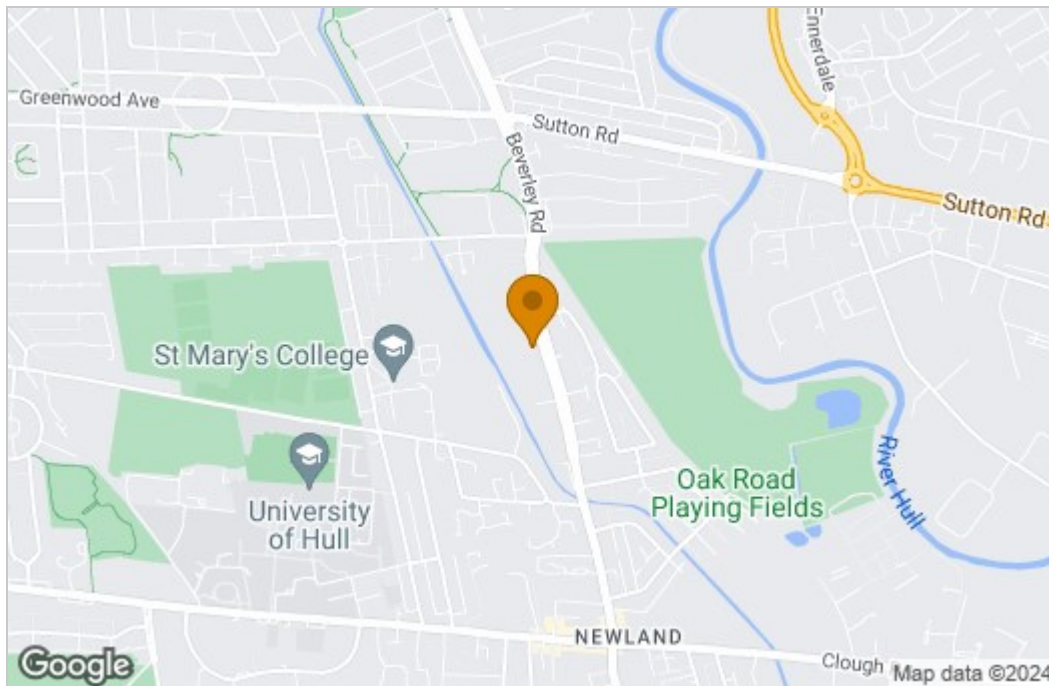 Ennerdale
Greenwood Ave
Sutton Rd
Beverley Rd
Sutton Rd
St Mary's College
University
of Hull
Oak Road
Playing Fields
River Hull
NEWLAND
Clough
Google
Map data ©2024